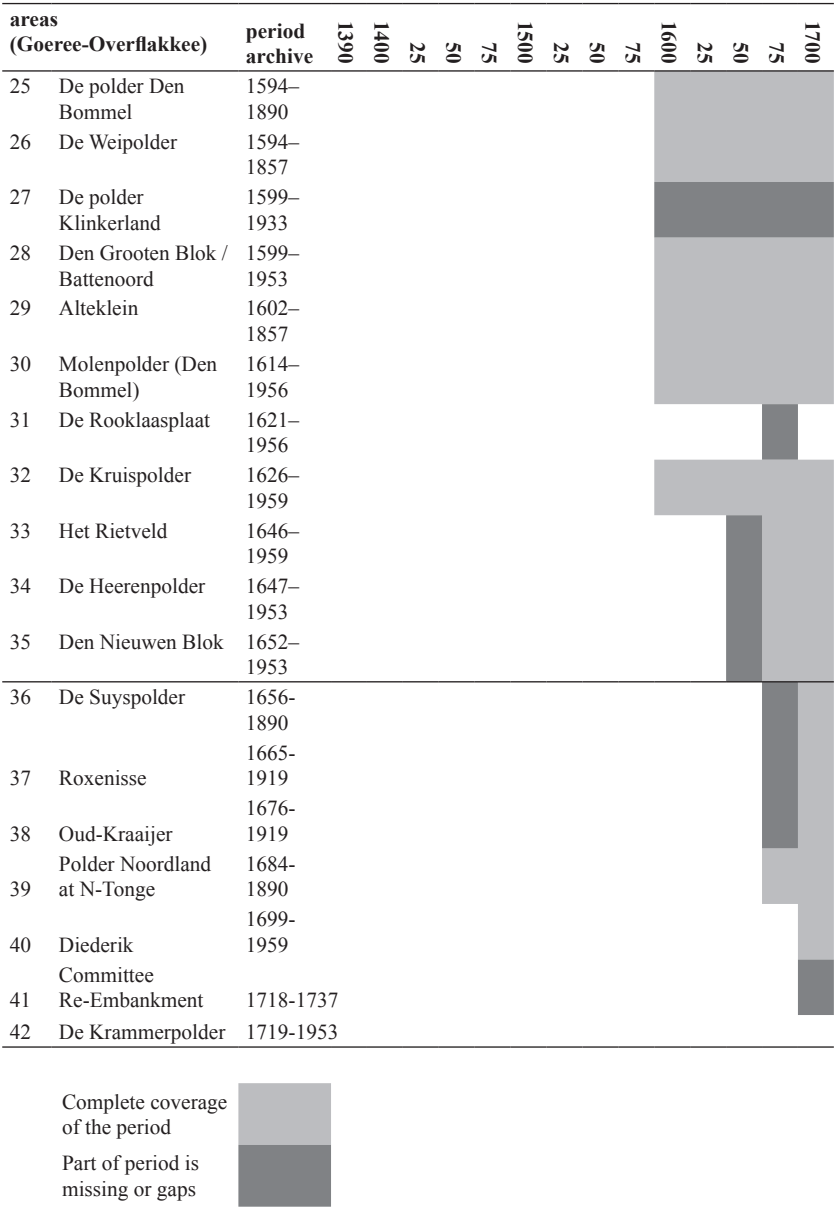 areas
(Goeree-Overflakkee)
period
archive
1390
1400
25
50
75
1500
25
50
75
1600
25
50
75
1700
25 De polder Den 1594–
Bommel 1890
26 De Weipolder 1594–
1857
27 De polder 1599–
Klinkerland 1933
28 Den Grooten Blok / 1599–
Battenoord 1953
29 Alteklein 1602–
1857
30 Molenpolder (Den 1614–
Bommel) 1956
31 De Rooklaasplaat 1621–
1956
32 De Kruispolder 1626–
1959
33 Het Rietveld 1646–
1959
34 De Heerenpolder 1647–
1953
35 Den Nieuwen Blok 1652–
1953
36 De Suyspolder 1656-
1890
1665-
37 Roxenisse 1919
1676-
38 Oud-Kraaijer 1919
Polder Noordland 1684-
39 at N-Tonge 1890
1699-
40 Diederik 1959
Committee
41 Re-Embankment 1718-1737
42 De Krammerpolder 1719-1953
Complete coverage
of the period
Part of period is
missing or gaps